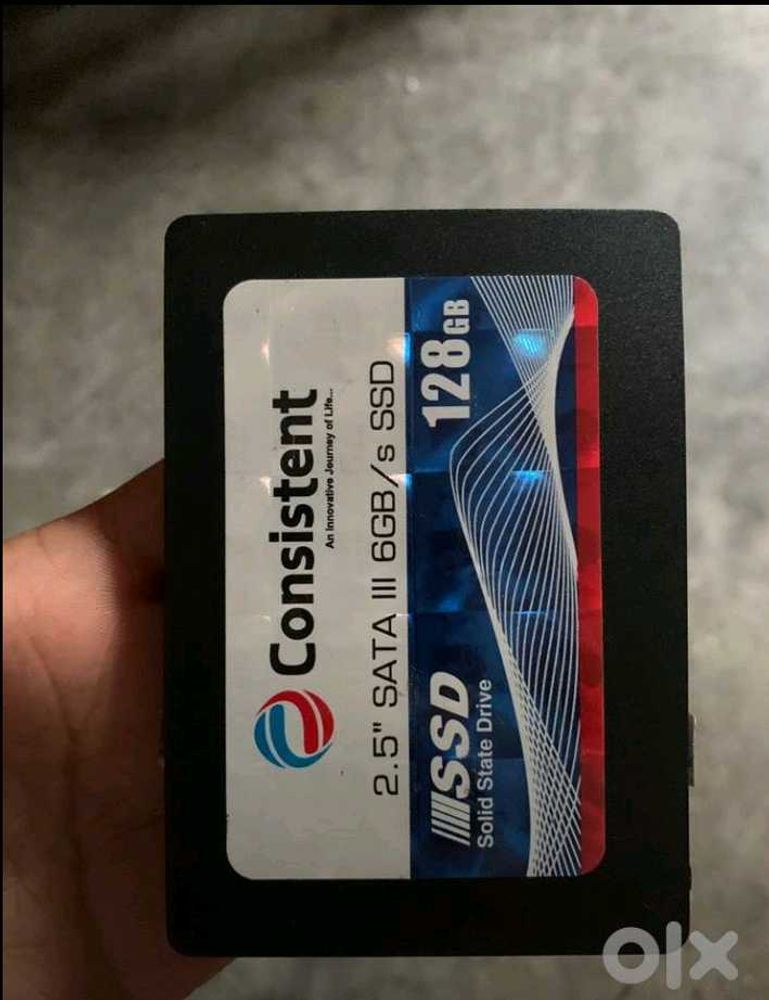 Consistent
An Innovative Journey of Life...
2.5" SATA III 6GB/s SSD
SSD
Solid State Drive
128GB
olx